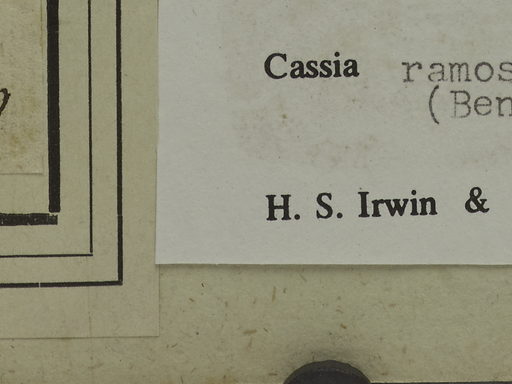 Cassia ramos
(Ben
H. S. Irwin &